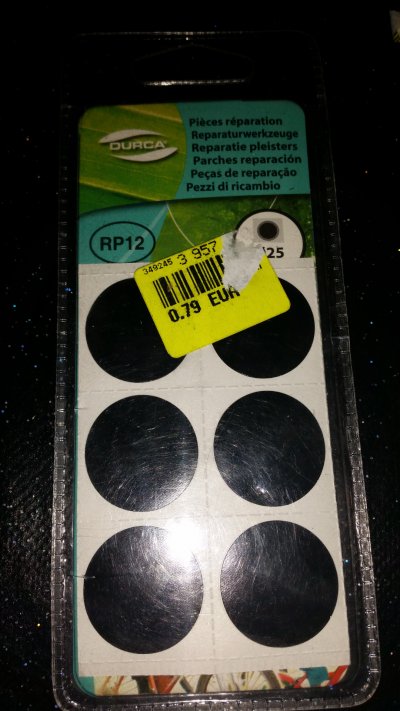 DURCA
Pièces réparation
Reparaturwerkzeuge
Reparatie pleisters
Parches reparación
Peças de reparação
Pezzi di ricambio
RP12
25
349245 3 957
0.79 EUR